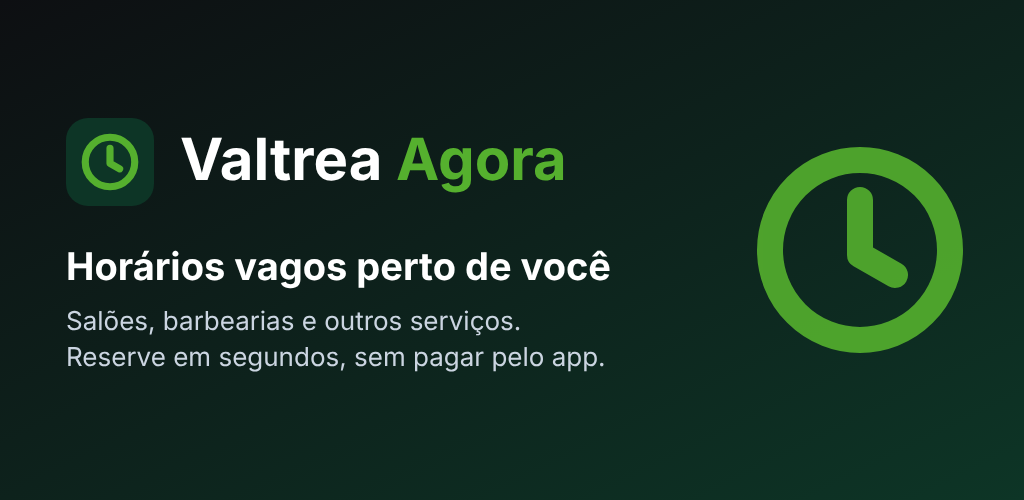 Valtrea Agora
Horários vagos perto de você
Salões, barbearias e outros serviços.
Reserve em segundos, sem pagar pelo app.